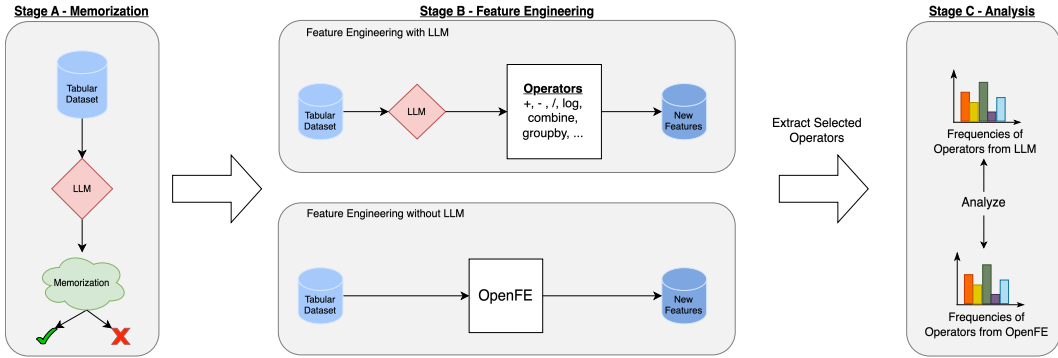 Stage A - Memorization
Tabular
Dataset
LLM
Memorization
Stage B - Feature Engineering
Feature Engineering with LLM
Tabular
Dataset
LLM
Operators
+, - , /, log,
combine,
groupby, ...
New
Features
Feature Engineering without LLM
Tabular
Dataset
OpenFE
New
Features
Extract Selected
Operators
Stage C - Analysis
Frequencies of
Operators from LLM
Analyze
Frequencies of
Operators from OpenFE